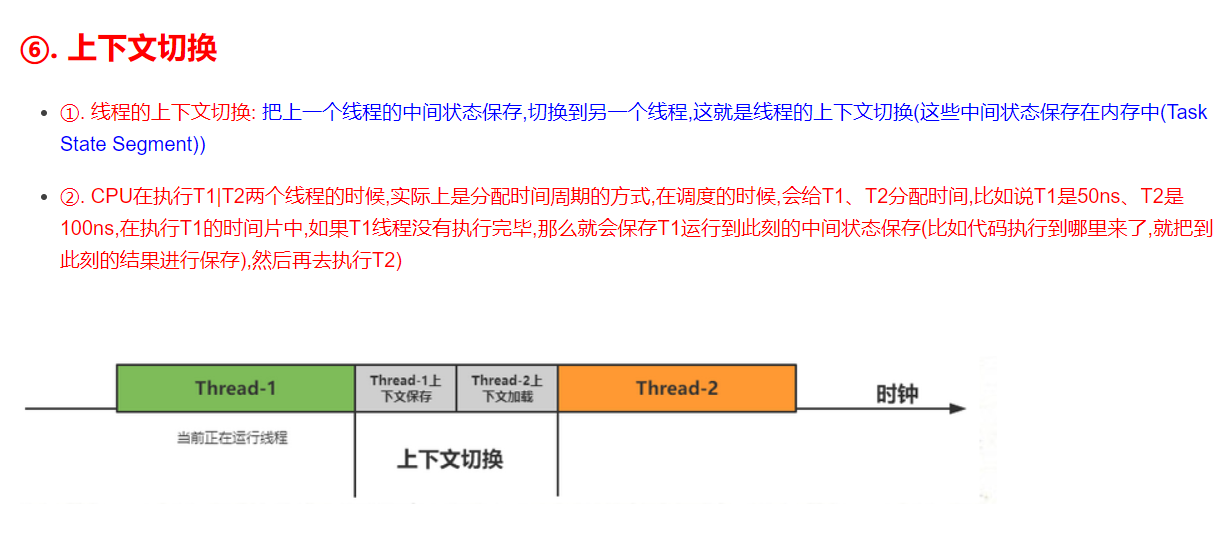 ⑥. 上下文切换
①. 线程的上下文切换: 把上一个线程的中间状态保存,切换到另一个线程,这就是线程的上下文切换(这些中间状态保存在内存中(Task
State Segment))
②. CPU在执行T1|T2两个线程的时候,实际上是分配时间周期的方式,在调度的时候,会给T1、T2分配时间,比如说T1是50ns、T2是
100ns,在执行T1的时间片中,如果T1线程没有执行完毕,那么就会保存T1运行到此刻的中间状态保存(比如代码执行到哪里来了,就把到
此刻的结果进行保存),然后再去执行T2)
Thread-1
Thread-1上
下文保存
Thread-2上
下文加载
Thread-2
时钟
当前正在运行线程
上下文切换